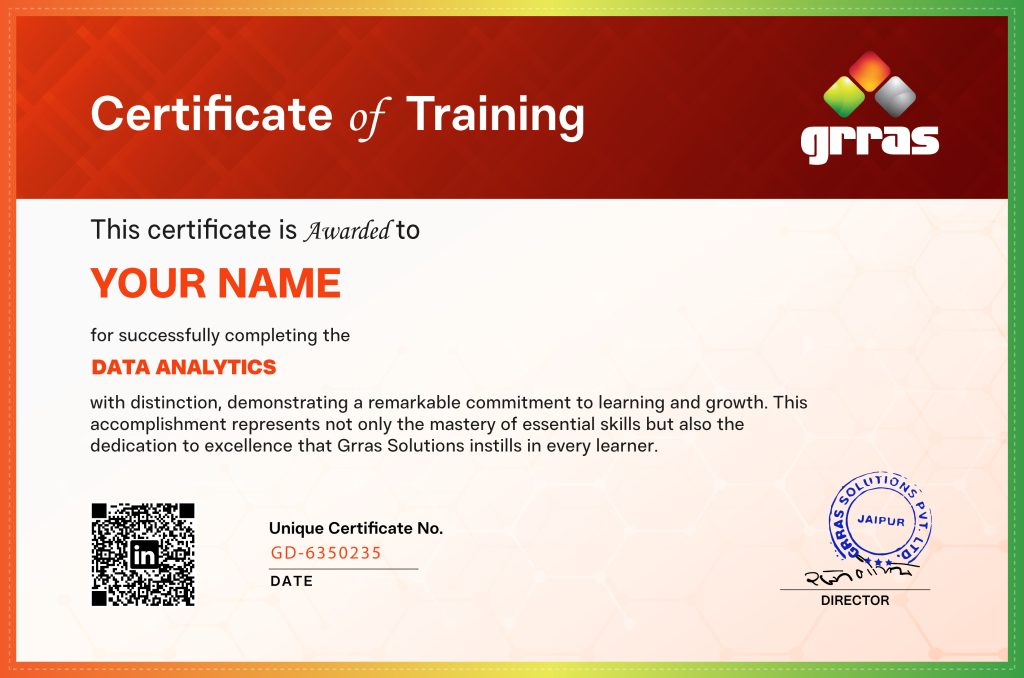 Certificate of Training
grras
This certificate is Awarded to
YOUR NAME
for successfully completing the
DATA ANALYTICS
with distinction, demonstrating a remarkable commitment to learning and growth. This
accomplishment represents not only the mastery of essential skills but also the
dedication to excellence that Grras Solutions instills in every learner.
in
Unique Certificate No.
GD-6350235
DATE
GRRAS SOLUTIONS PVT. LTD.
JAIPUR
DIRECTOR